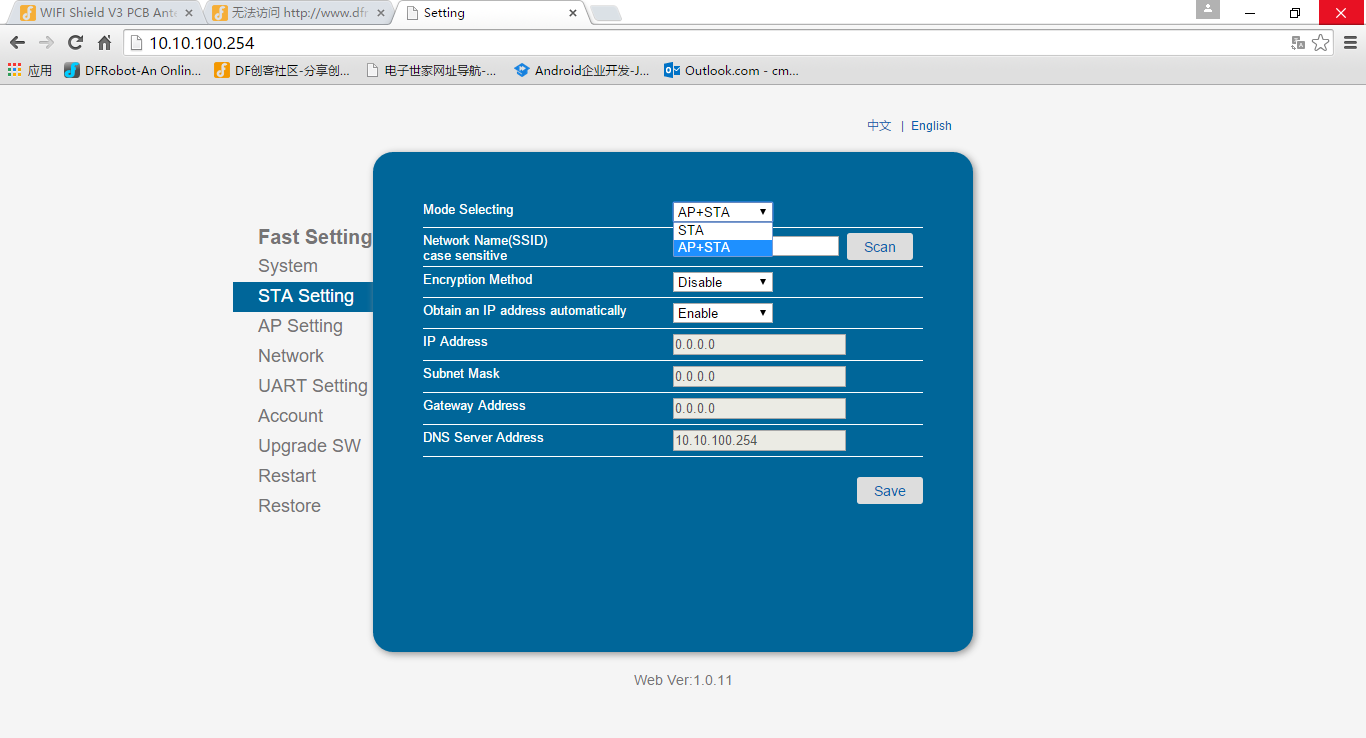 WIFI Shield V3 PCB Ante
无法访问 http://www.dfr
Setting
10.10.100.254
应用
DFRobot-An Onlin...
DF创客社区-分享创...
电子世家网址导航-...
Android企业开发-J...
Outlook.com - cm...
中文 | English
Fast Setting
System
STA Setting
AP Setting
Network
UART Setting
Account
Upgrade SW
Restart
Restore
Mode Selecting
AP+STA
STA
AP+STA
Network Name(SSID)
case sensitive
Scan
Encryption Method
Disable
Obtain an IP address automatically
Enable
IP Address
0.0.0.0
Subnet Mask
0.0.0.0
Gateway Address
0.0.0.0
DNS Server Address
10.10.100.254
Save
Web Ver:1.0.11